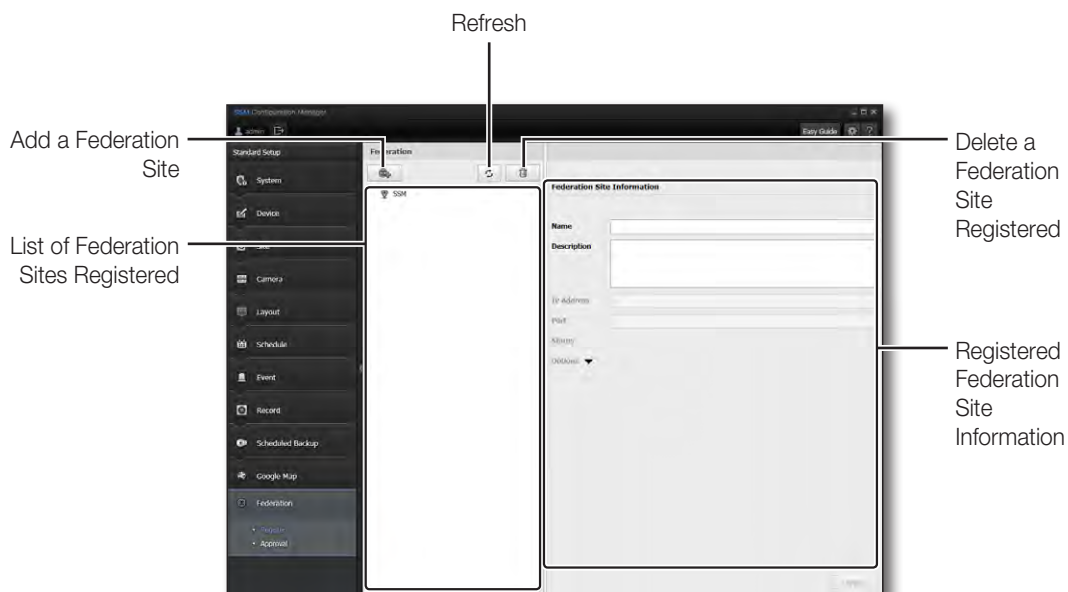 Refresh
Add a Federation
Site
List of Federation
Sites Registered
Delete a
Federation
Site
Registered
Registered
Federation
Site
Information
SSM Configuration Manager
admin
Easy Guide
?
Standard Setup
System
Device
Site
Camera
Layout
Schedule
Event
Record
Scheduled Backup
Google Map
Federation
Register
Approval
Federation
SSM
Federation Site Information
Name
Description
IP Address
Port
Options